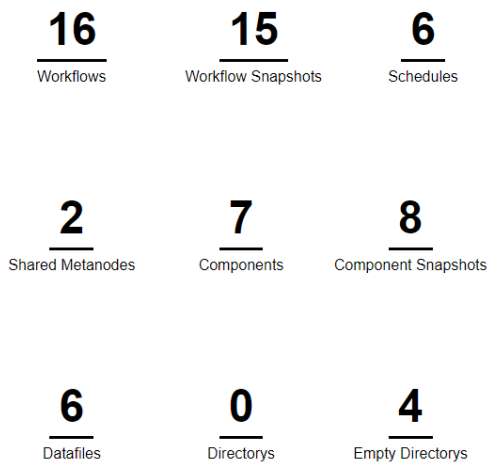 16 15 6
Workflows Workflow Snapshots Schedules
2 7 8
Shared Metanodes Components Component Snapshots
6 0 4
Datafiles Directorys Empty Directorys